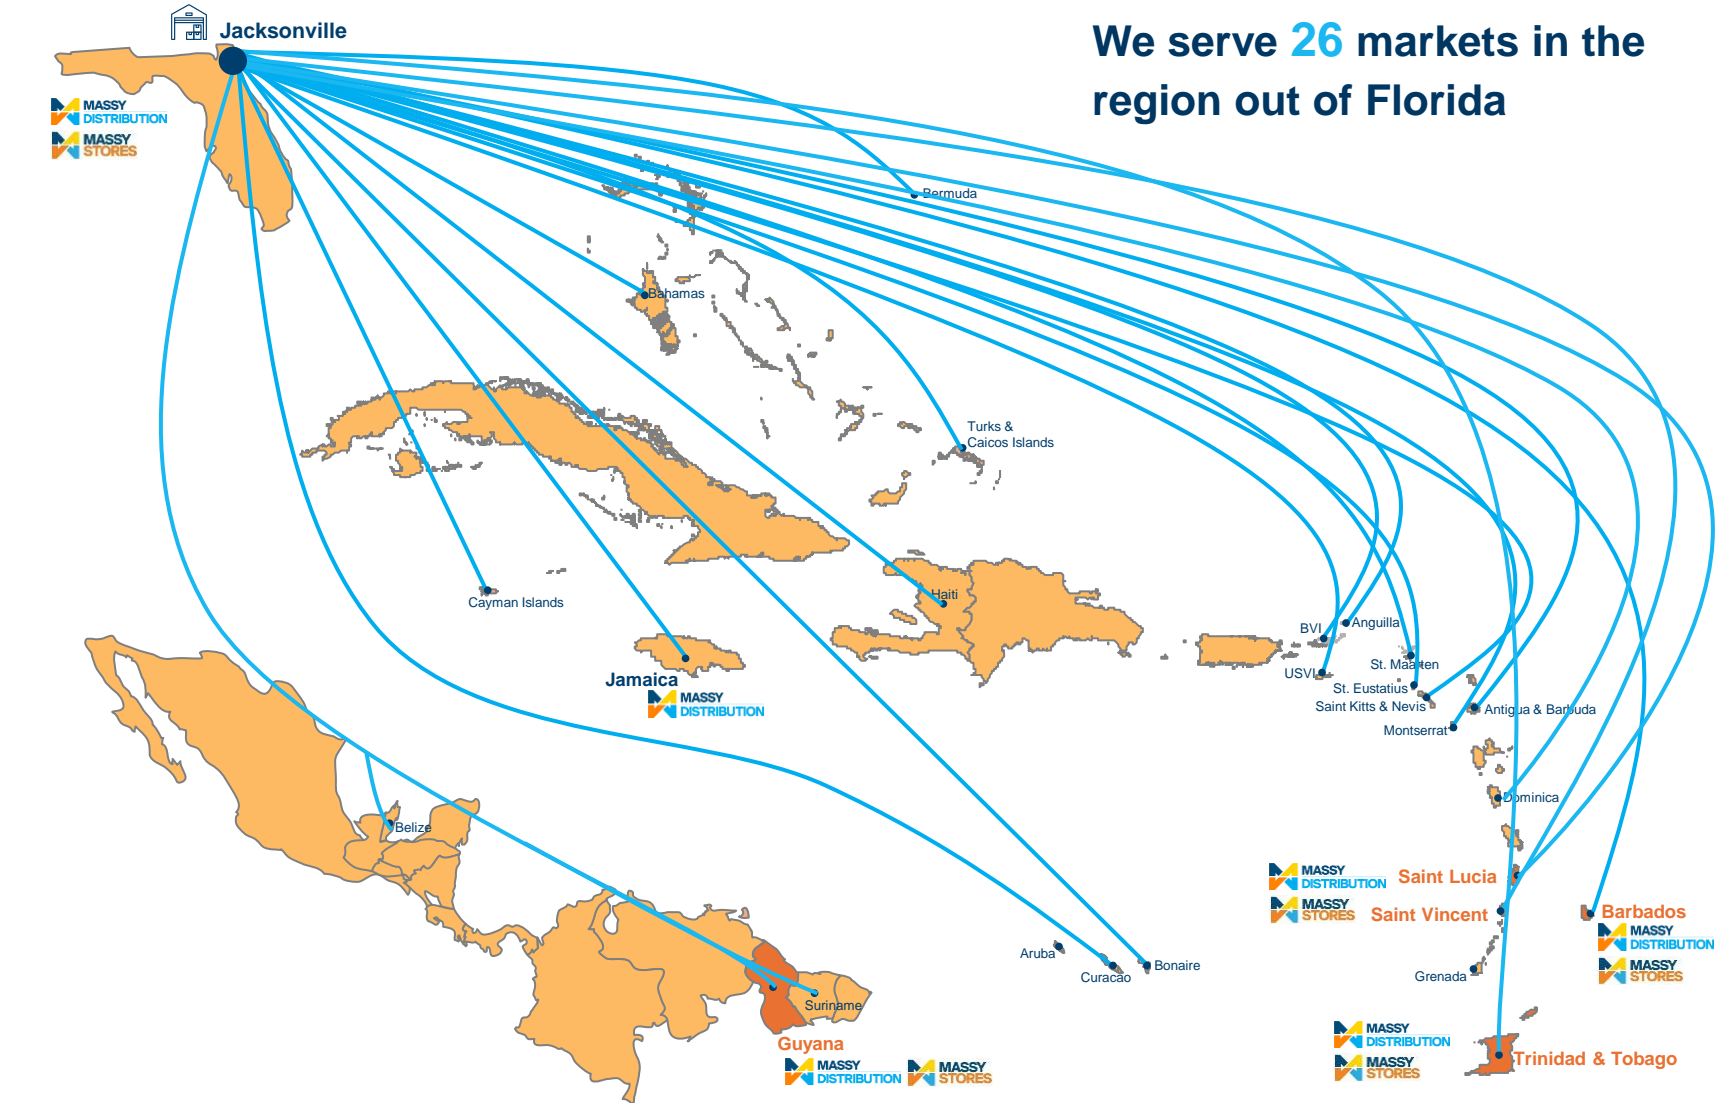 Jacksonville
We serve 26 markets in the
region out of Florida
MASSY
DISTRIBUTION
MASSY
STORES
Bermuda
Bahamas
Turks &
Caicos Islands
Cayman Islands
Haiti
Jamaica
MASSY
DISTRIBUTION
BVI
Anguilla
USVI
St. Maarten
St. Eustatius
Saint Kitts & Nevis
Antigua & Barbuda
Montserrat
Dominica
Belize
MASSY
DISTRIBUTION
Saint Lucia
MASSY
STORES
Saint Vincent
Barbados
MASSY
DISTRIBUTION
MASSY
STORES
Aruba
Curacao
Bonaire
Grenada
Suriname
Guyana
MASSY
DISTRIBUTION
MASSY
STORES
MASSY
DISTRIBUTION
MASSY
STORES
Trinidad & Tobago